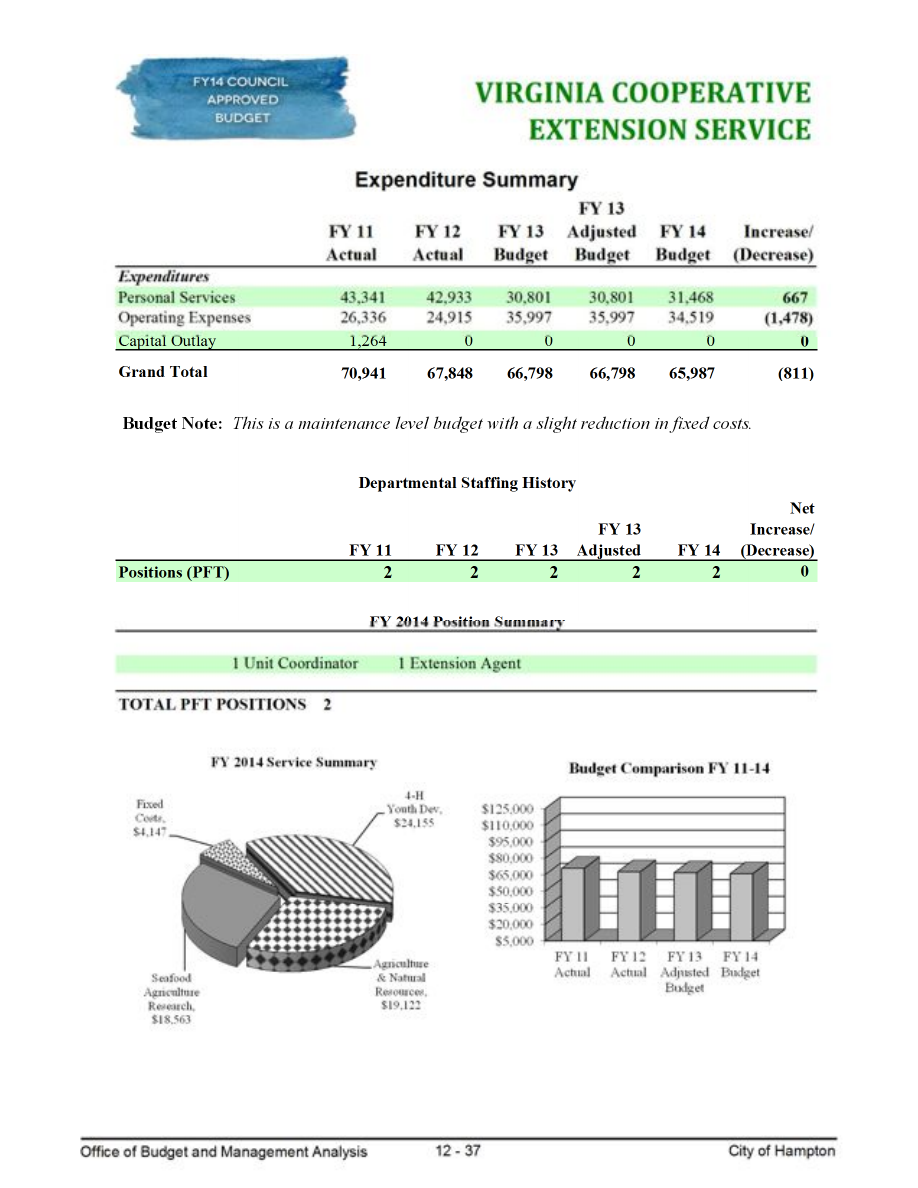 FY14 COUNCIL
APPROVED
BUDGET
VIRGINIA COOPERATIVE
EXTENSION SERVICE
Expenditure Summary
FY 13
FY 11 FY 12 FY 13 Adjusted FY 14 Increase/
Actual Actual Budget Budget Budget (Decrease)
Expenditures
Personal Services 43,341 42,933 30,801 30,801 31,468 667
Operating Expenses 26,336 24,915 35,997 35,997 34,519 (1,478)
Capital Outlay 1,264 0 0 0 0 0
Grand Total 70,941 67,848 66,798 66,798 65,987 (811)
Budget Note: This is a maintenance level budget with a slight reduction in fixed costs.
Departmental Staffing History
Net
FY 13 Increase/
FY 11 FY 12 FY 13 Adjusted FY 14 (Decrease)
Positions (PFT) 2 2 2 2 2 0
FY 2014 Position Summary
1 Unit Coordinator 1 Extension Agent
TOTAL PFT POSITIONS 2
FY 2014 Service Summary
Fixed
Costs,
$4,147
4-H
Youth Dev,
$24,155
Seafood
Agriculture
Research,
$18,563
Agriculture
& Natural
Resources,
$19,122
Budget Comparison FY 11-14
$125,000
$110,000
$95,000
$80,000
$65,000
$50,000
$35,000
$20,000
$5,000
FY 11 FY 12 FY 13 FY 14
Actual Actual Adjusted Budget
Budget
Office of Budget and Management Analysis 12 - 37 City of Hampton